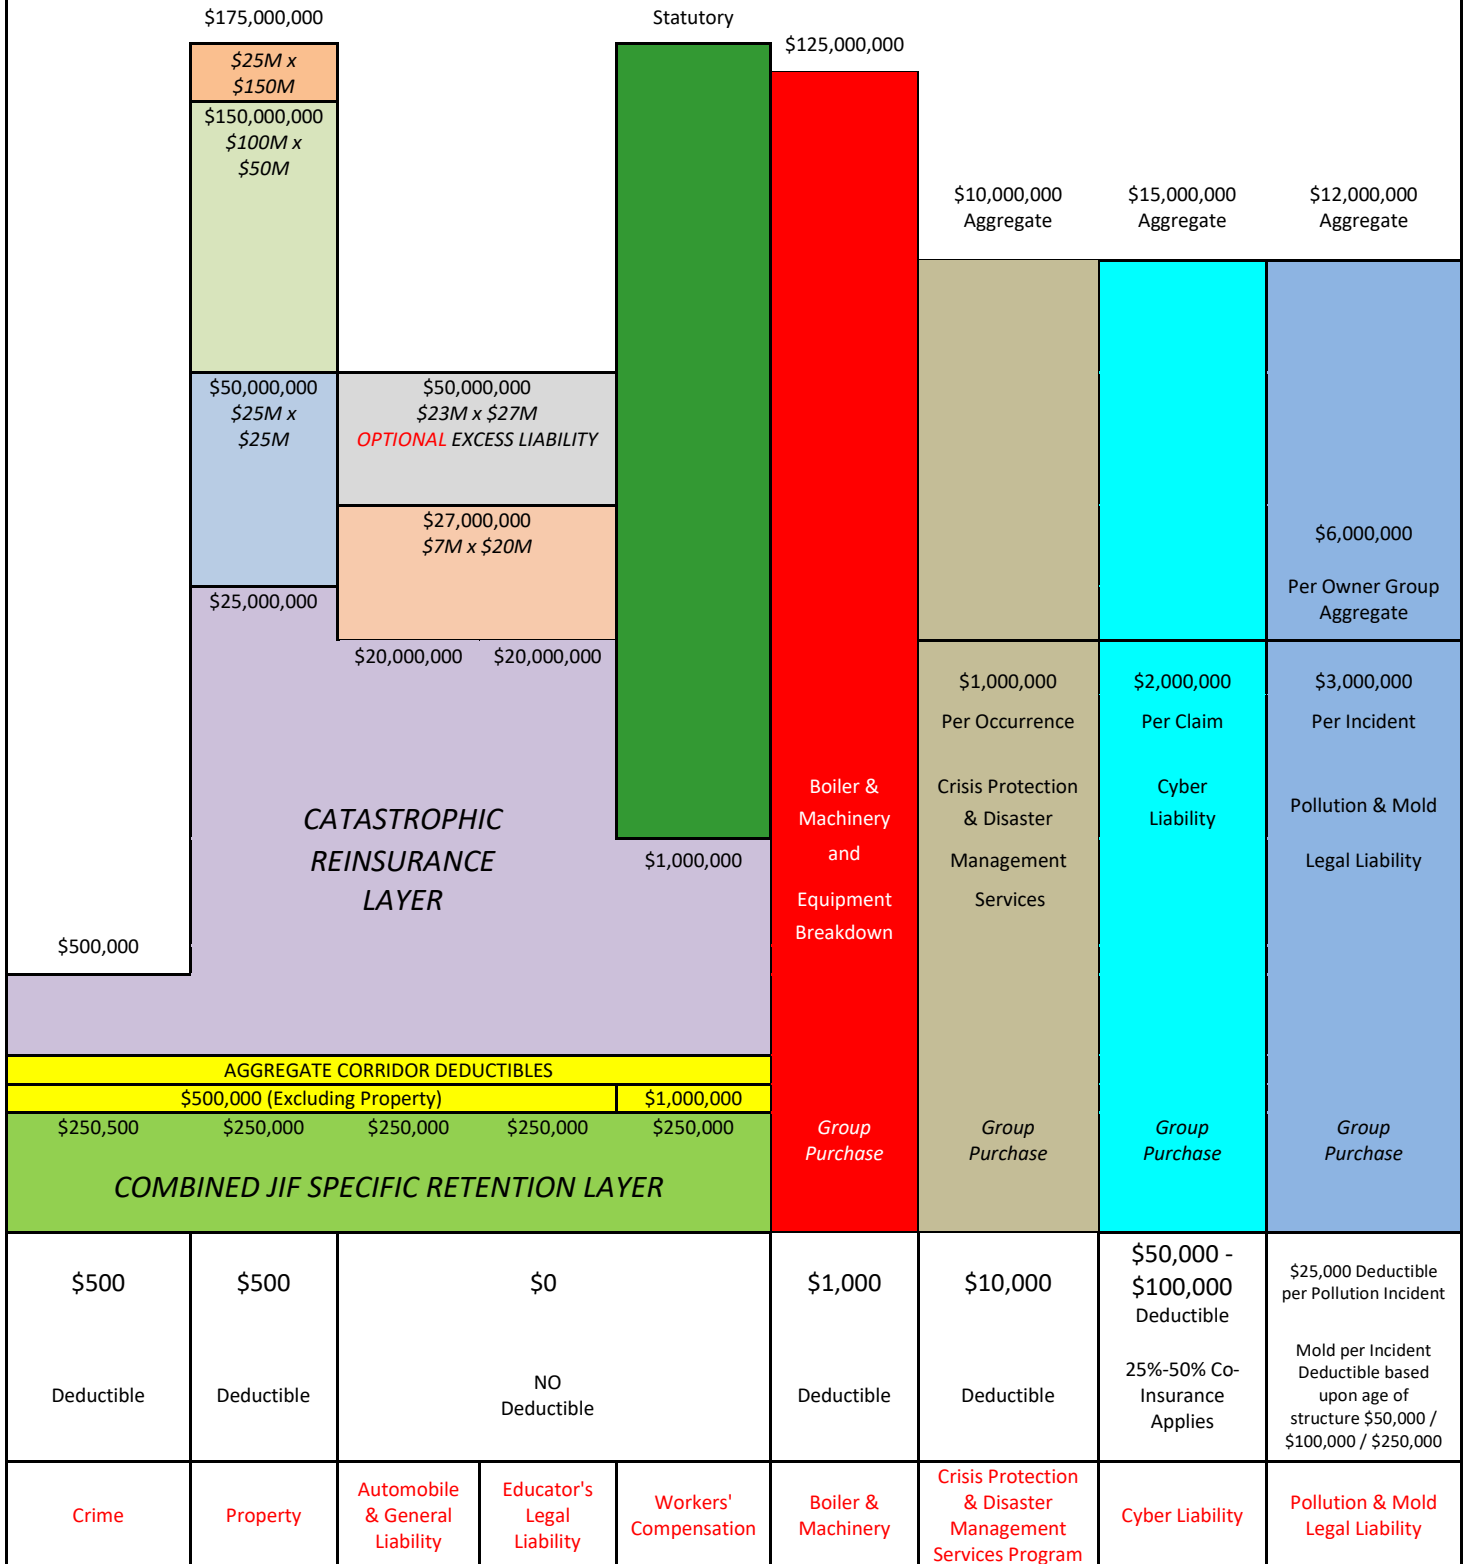 $175,000,000
Statutory
$125,000,000
$25M x
$150M
$150,000,000
$100M x
$50M
$10,000,000
Aggregate
$15,000,000
Aggregate
$12,000,000
Aggregate
$50,000,000
$25M x
$25M
$50,000,000
$23M x $27M
OPTIONAL EXCESS LIABILITY
$27,000,000
$7M x $20M
$6,000,000
Per Owner Group
Aggregate
$25,000,000
$20,000,000
$20,000,000
$1,000,000
Per Occurrence
$2,000,000
Per Claim
$3,000,000
Per Incident
CATASTROPHIC
REINSURANCE
LAYER
$1,000,000
Boiler &
Machinery
and
Equipment
Breakdown
Crisis Protection
& Disaster
Management
Services
Cyber
Liability
Pollution & Mold
Legal Liability
$500,000
AGGREGATE CORRIDOR DEDUCTIBLES
$500,000 (Excluding Property)
$1,000,000
$250,500
$250,000
$250,000
$250,000
$250,000
COMBINED JIF SPECIFIC RETENTION LAYER
Group
Purchase
Group
Purchase
Group
Purchase
Group
Purchase
$500
Deductible
$500
Deductible
$0
NO
Deductible
$1,000
Deductible
$10,000
Deductible
$50,000 -
$100,000
Deductible
25%-50% Co-
Insurance
Applies
$25,000 Deductible
per Pollution Incident
Mold per Incident
Deductible based
upon age of
structure $50,000 /
$100,000 / $250,000
Crime
Property
Automobile
& General
Liability
Educator's
Legal
Liability
Workers'
Compensation
Boiler &
Machinery
Crisis Protection
& Disaster
Management
Services Program
Cyber Liability
Pollution & Mold
Legal Liability